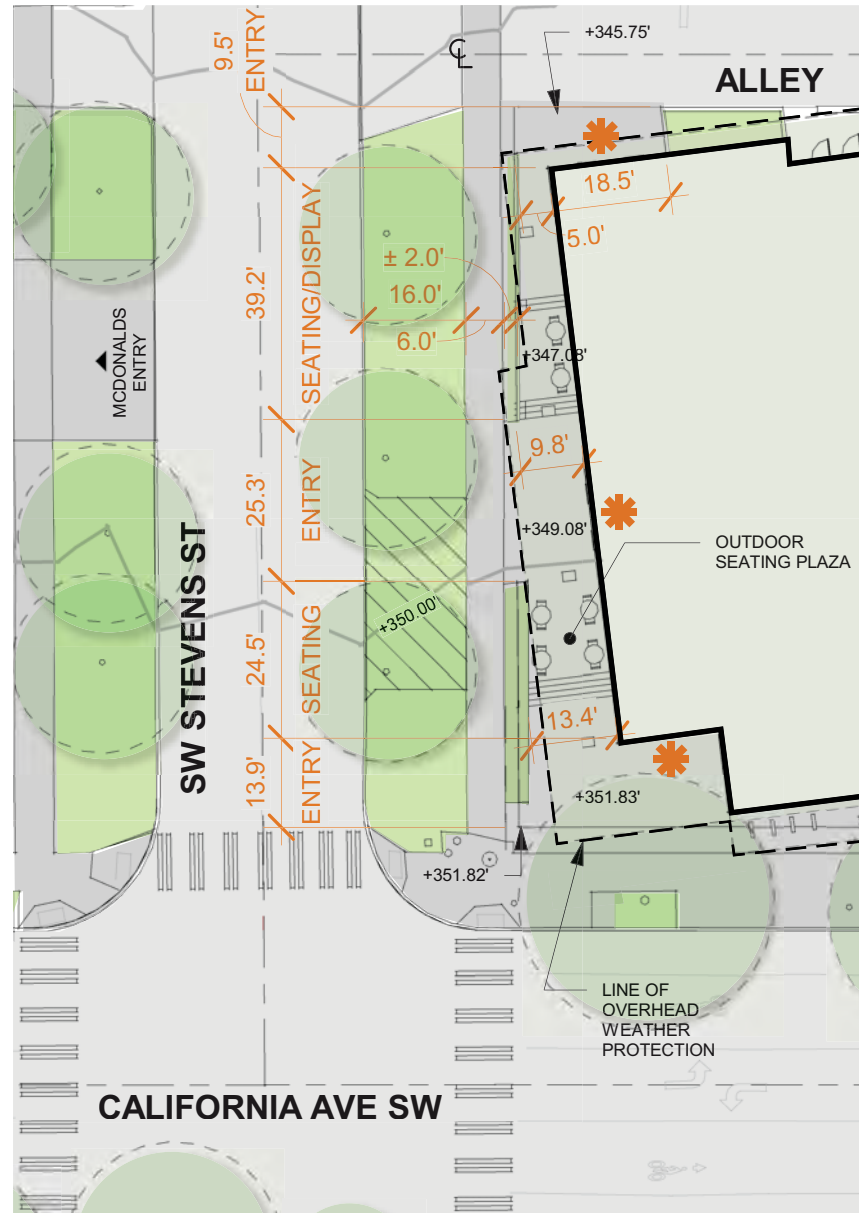 +345.75'
9.5'
ENTRY
℄
ALLEY
18.5'
5.0'
± 2.0'
16.0'
6.0'
39.2'
SEATING/DISPLAY
MCDONALDS
ENTRY
+347.08'
9.8'
25.3'
ENTRY
+349.08'
OUTDOOR
SEATING PLAZA
SW STEVENS ST
+350.00'
24.5'
SEATING
13.4'
13.9'
ENTRY
+351.83'
+351.82'
LINE OF
OVERHEAD
WEATHER
PROTECTION
CALIFORNIA AVE SW